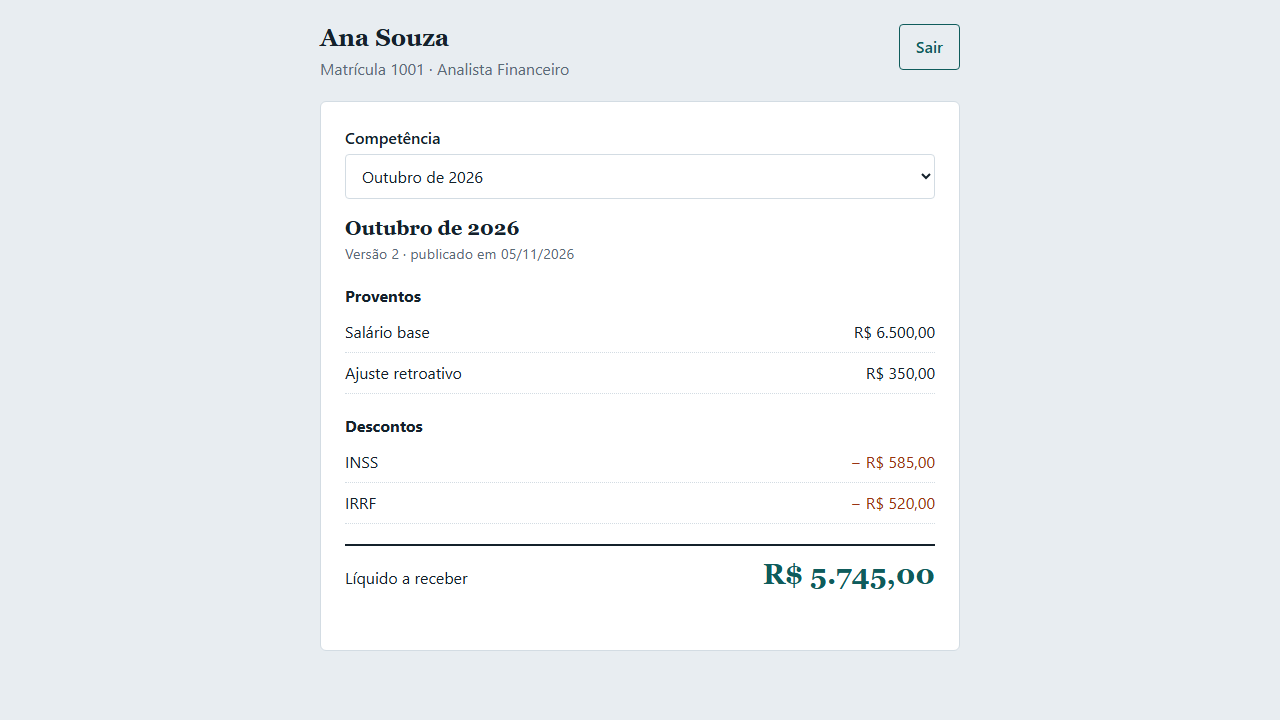 Ana Souza
Sair
Matrícula 1001 · Analista Financeiro
Competência
Outubro de 2026
Outubro de 2026
Versão 2 · publicado em 05/11/2026
Proventos
Salário base R$ 6.500,00
Ajuste retroativo R$ 350,00
Descontos
INSS − R$ 585,00
IRRF − R$ 520,00
Líquido a receber R$ 5.745,00